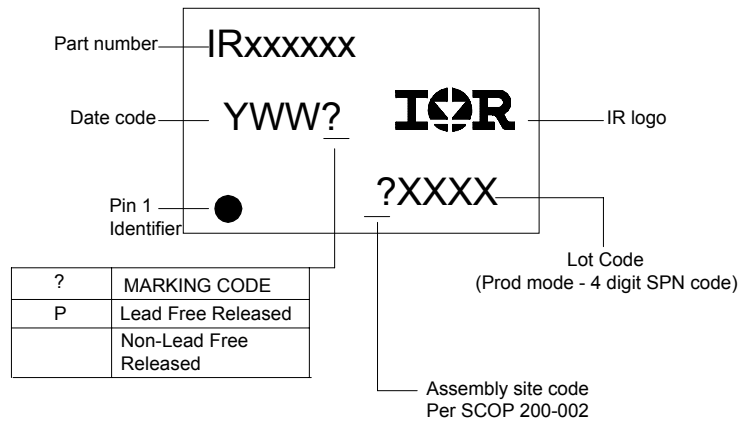 Part number
IRxxxxxx
Date code
YWW?
IOR
IR logo
?XXXX
Pin 1
Identifier
Lot Code
(Prod mode - 4 digit SPN code)
? MARKING CODE
P Lead Free Released
Non-Lead Free
Released
Assembly site code
Per SCOP 200-002